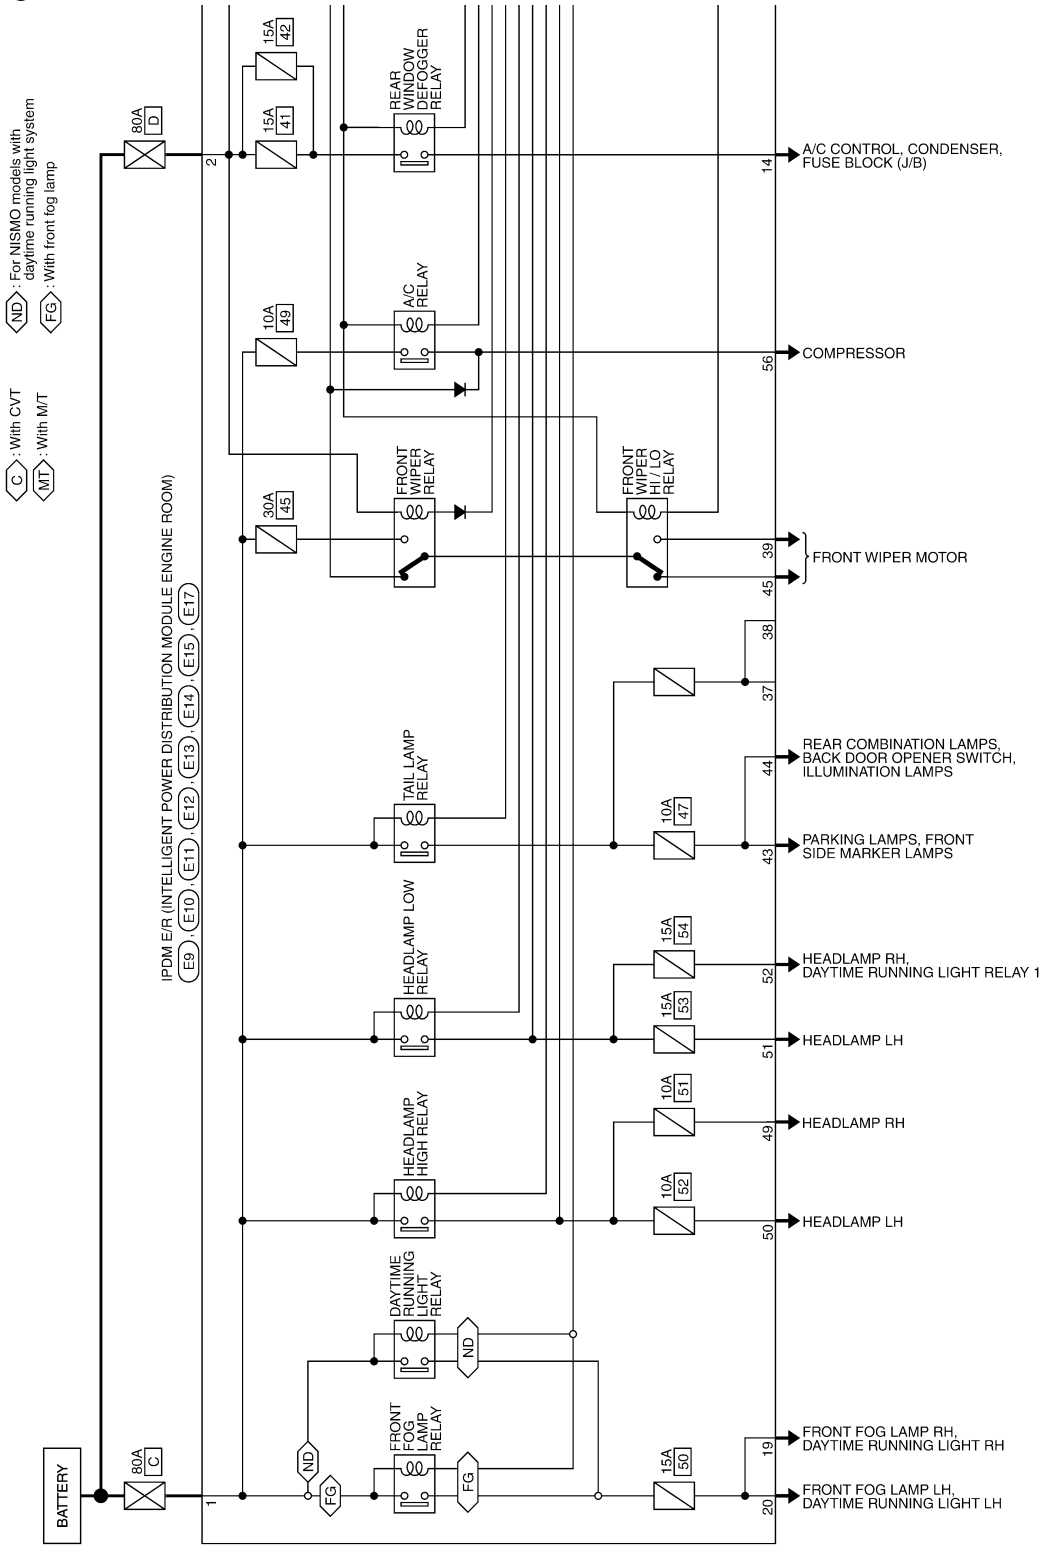 ND : For NISMO models with
daytime running light system
FG : With front fog lamp
C : With CVT
MT : With M/T
80A
D
2
15A
42
15A
41
REAR
WINDOW
DEFOGGER
RELAY
14
A/C CONTROL, CONDENSER,
FUSE BLOCK (J/B)
10A
49
A/C
RELAY
56
COMPRESSOR
30A
45
FRONT
WIPER
RELAY
FRONT
WIPER
HI / LO
RELAY
39
45
FRONT WIPER MOTOR
IPDM E/R (INTELLIGENT POWER DISTRIBUTION MODULE ENGINE ROOM)
E9 , E10 , E11 , E12 , E13 , E14 , E15 , E17
38
37
TAIL LAMP
RELAY
10A
47
44
REAR COMBINATION LAMPS,
BACK DOOR OPENER SWITCH,
ILLUMINATION LAMPS
43
PARKING LAMPS, FRONT
SIDE MARKER LAMPS
HEADLAMP LOW
RELAY
15A
54
52
HEADLAMP RH,
DAYTIME RUNNING LIGHT RELAY 1
15A
53
51
HEADLAMP LH
HEADLAMP
HIGH RELAY
10A
51
49
HEADLAMP RH
10A
52
50
HEADLAMP LH
DAYTIME
RUNNING
LIGHT
RELAY
ND
ND
BATTERY
80A
C
1
FG
FRONT
FOG
LAMP
RELAY
FG
15A
50
19
FRONT FOG LAMP RH,
DAYTIME RUNNING LIGHT RH
20
FRONT FOG LAMP LH,
DAYTIME RUNNING LIGHT LH